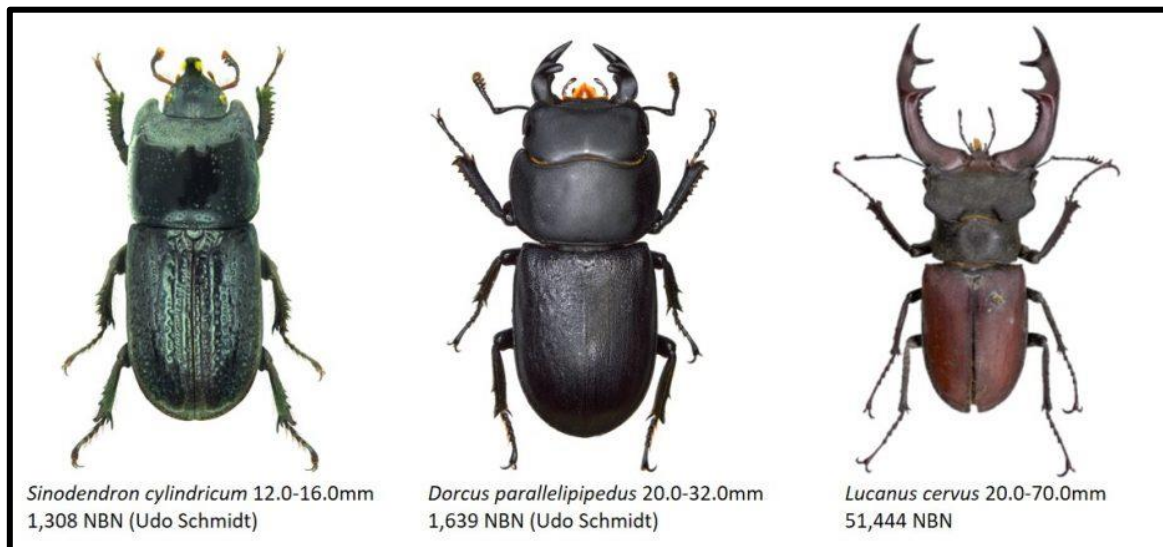 Sinodendron cylindricum 12.0-16.0mm
1,308 NBN (Udo Schmidt)
Dorcus parallelipipedus 20.0-32.0mm
1,639 NBN (Udo Schmidt)
Lucanus cervus 20.0-70.0mm
51,444 NBN